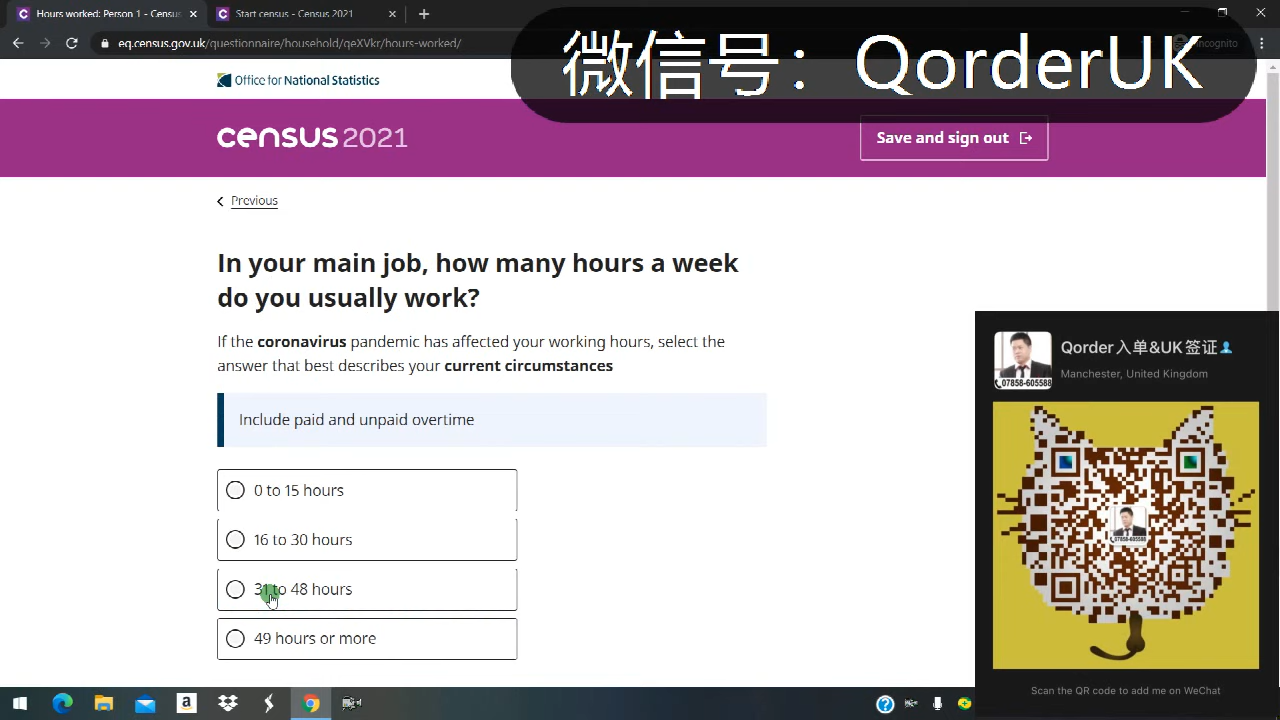 Hours worked: Person 1 - Census
Start census - Census 2021
eq.census.gov.uk/questionnaire/household/qeXVkr/hours-worked/
Incognito
微信号：QorderUK
Office for National Statistics
census 2021
Save and sign out
Previous
In your main job, how many hours a week
do you usually work?
If the coronavirus pandemic has affected your working hours, select the
answer that best describes your current circumstances
Include paid and unpaid overtime
0 to 15 hours
16 to 30 hours
31 to 48 hours
49 hours or more
Qorder入单&UK签证
Manchester, United Kingdom
07858-605588
07858-605588
Scan the QR code to add me on WeChat